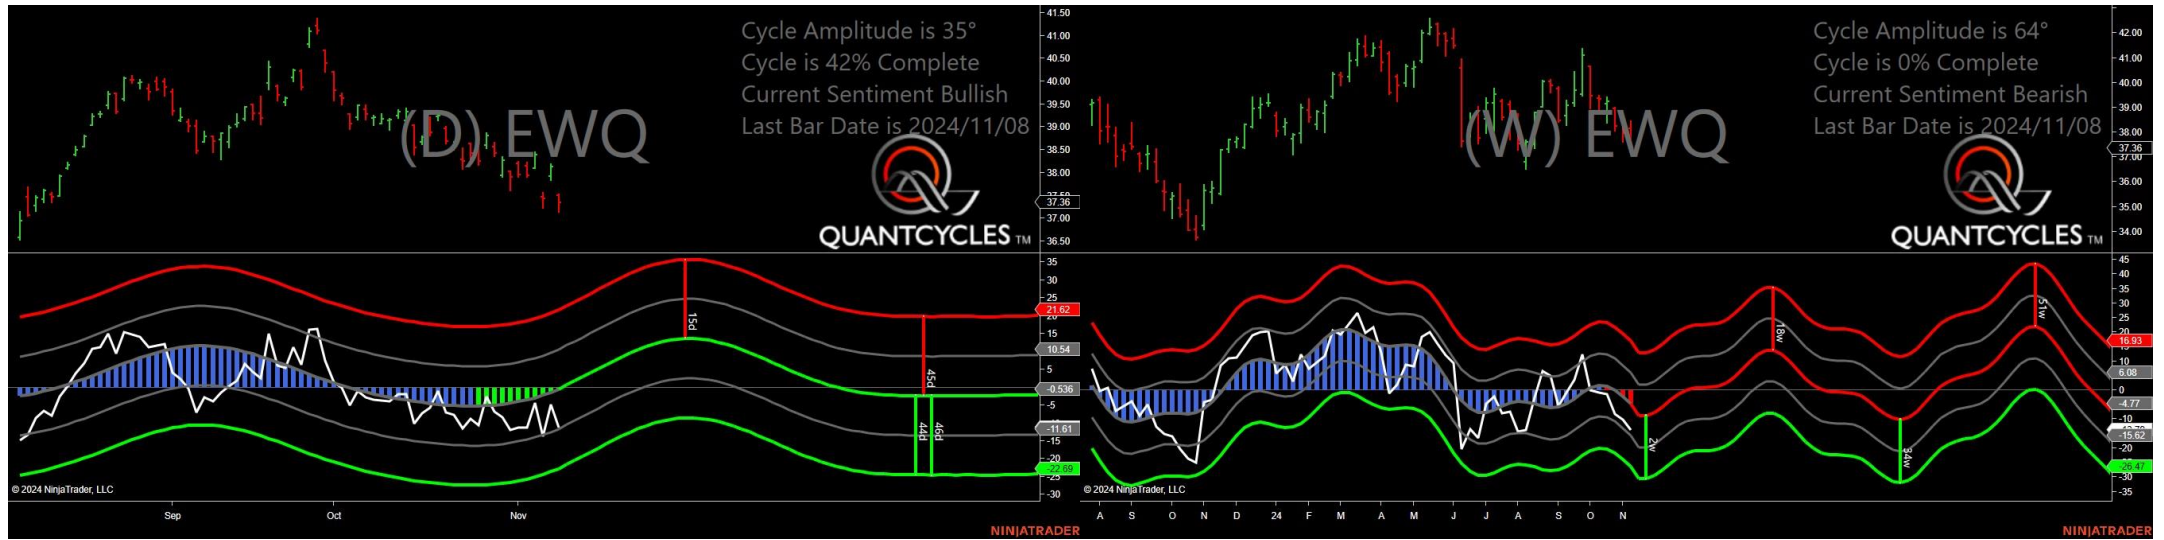 Cycle Amplitude is 35°
Cycle is 42% Complete
Current Sentiment Bullish
Last Bar Date is 2024/11/08
(D) EWQ
QUANTCYCLES TM
41.50
41.00
40.50
40.00
39.50
39.00
38.50
38.00
37.50
37.36
37.00
36.50
35
30
25
21.62
15
10.54
5
-0.536
-5
-11.61
-15
-20
-22.69
-25
-30
15d
45d
44d
46d
© 2024 NinjaTrader, LLC
Sep
Oct
Nov
NINJATRADER
Cycle Amplitude is 64°
Cycle is 0% Complete
Current Sentiment Bearish
Last Bar Date is 2024/11/08
(W) EWQ
QUANTCYCLES TM
42.00
41.00
40.00
39.00
38.00
37.36
37.00
36.00
35.00
34.00
45
40
35
30
25
20
16.93
10
6.08
0
-4.77
-10
-15.62
-20
-26.47
-30
-35
2w
18w
34w
51w
© 2024 NinjaTrader, LLC
A S O N D 24 F M A M J J A S O N
NINJATRADER